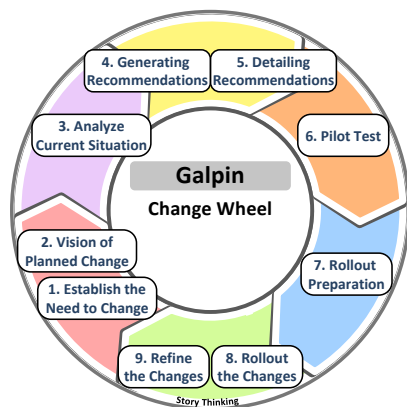 4. Generating
Recommendations
5. Detailing
Recommendations
3. Analyze
Current Situation
6. Pilot Test
Galpin
Change Wheel
2. Vision of
Planned Change
7. Rollout
Preparation
1. Establish the
Need to Change
9. Refine
the Changes
8. Rollout
the Changes
Story Thinking